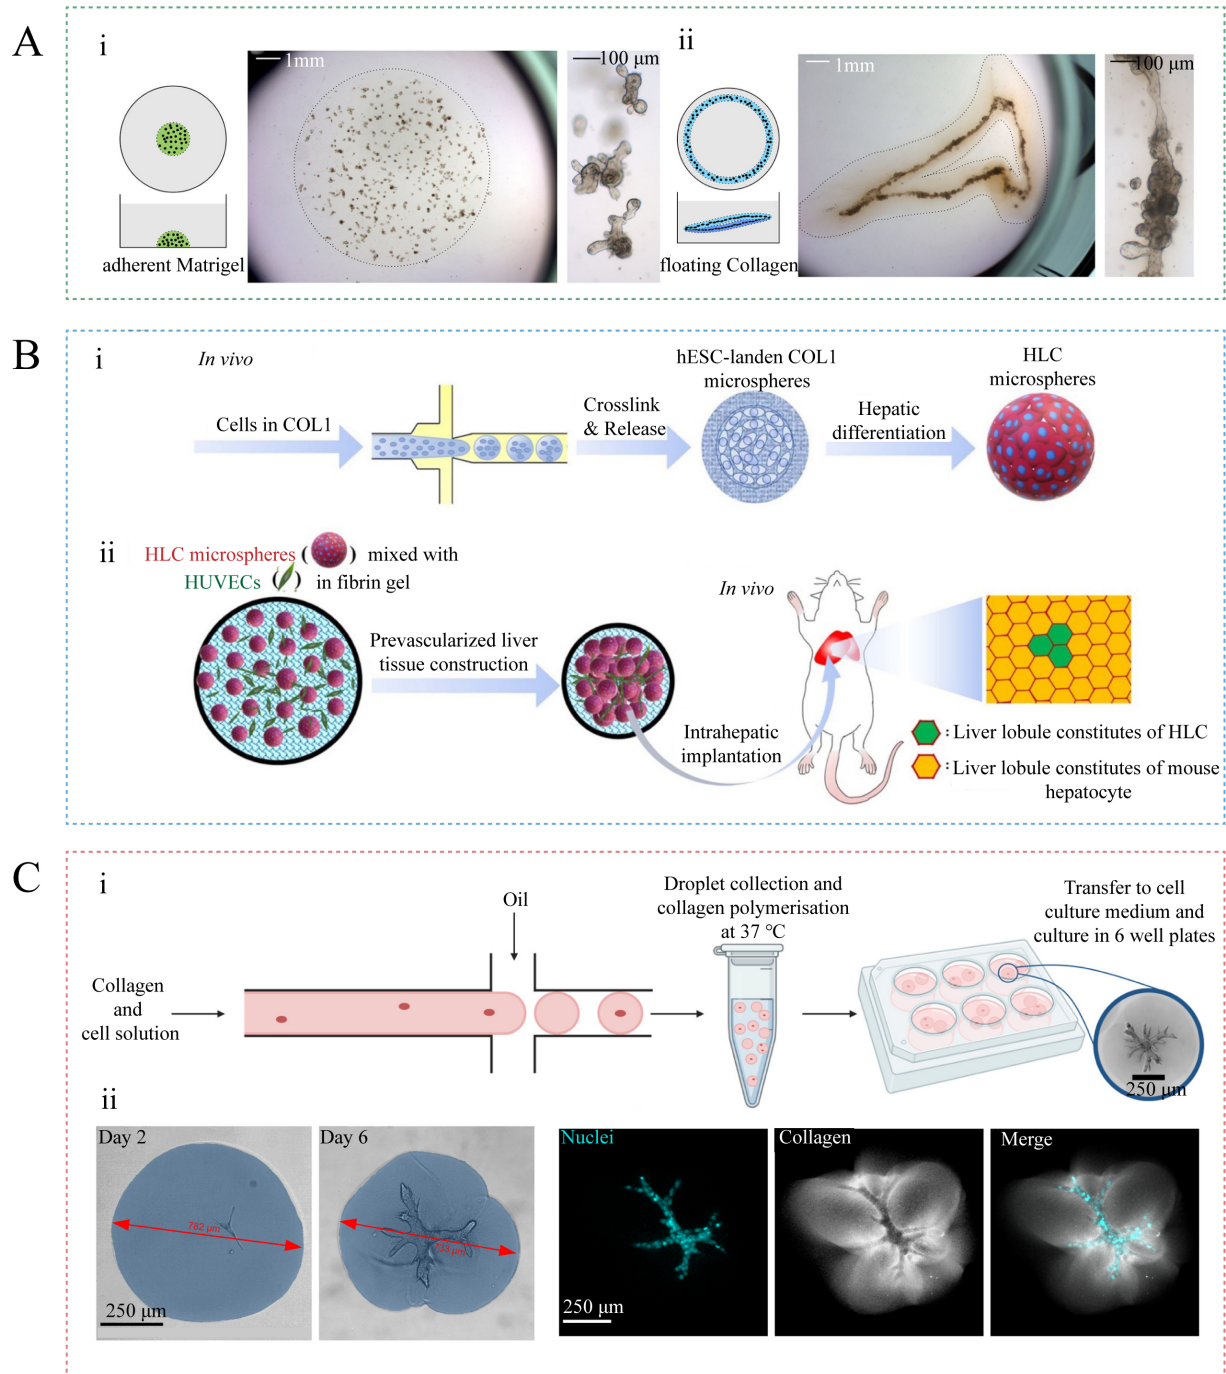 A
i
1mm
100 μm
adherent Matrigel
ii
1mm
100 μm
floating Collagen
B
i
In vivo
Cells in COL1
Crosslink
& Release
hESC-landen COL1
microspheres
Hepatic
differentiation
HLC
microspheres
ii
HLC microspheres ( ) mixed with
HUVECs ( ) in fibrin gel
Prevascularized liver
tissue construction
Intrahepatic
implantation
In vivo
: Liver lobule constitutes of HLC
: Liver lobule constitutes of mouse
hepatocyte
C
i
Collagen
and
cell solution
Oil
Droplet collection and
collagen polymerisation
at 37 °C
Transfer to cell
culture medium and
culture in 6 well plates
250 μm
ii
Day 2
762 μm
250 μm
Day 6
Nuclei
250 μm
Collagen
Merge